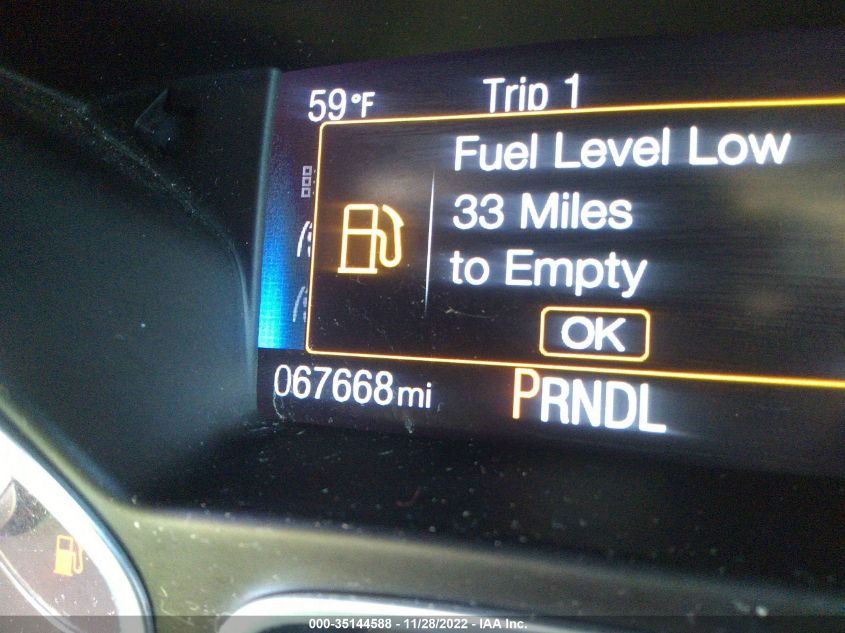 59°F Trip 1
Fuel Level Low
33 Miles
to Empty
OK
067668mi PRNDL
000-35144588 - 11/28/2022 - IAA Inc.